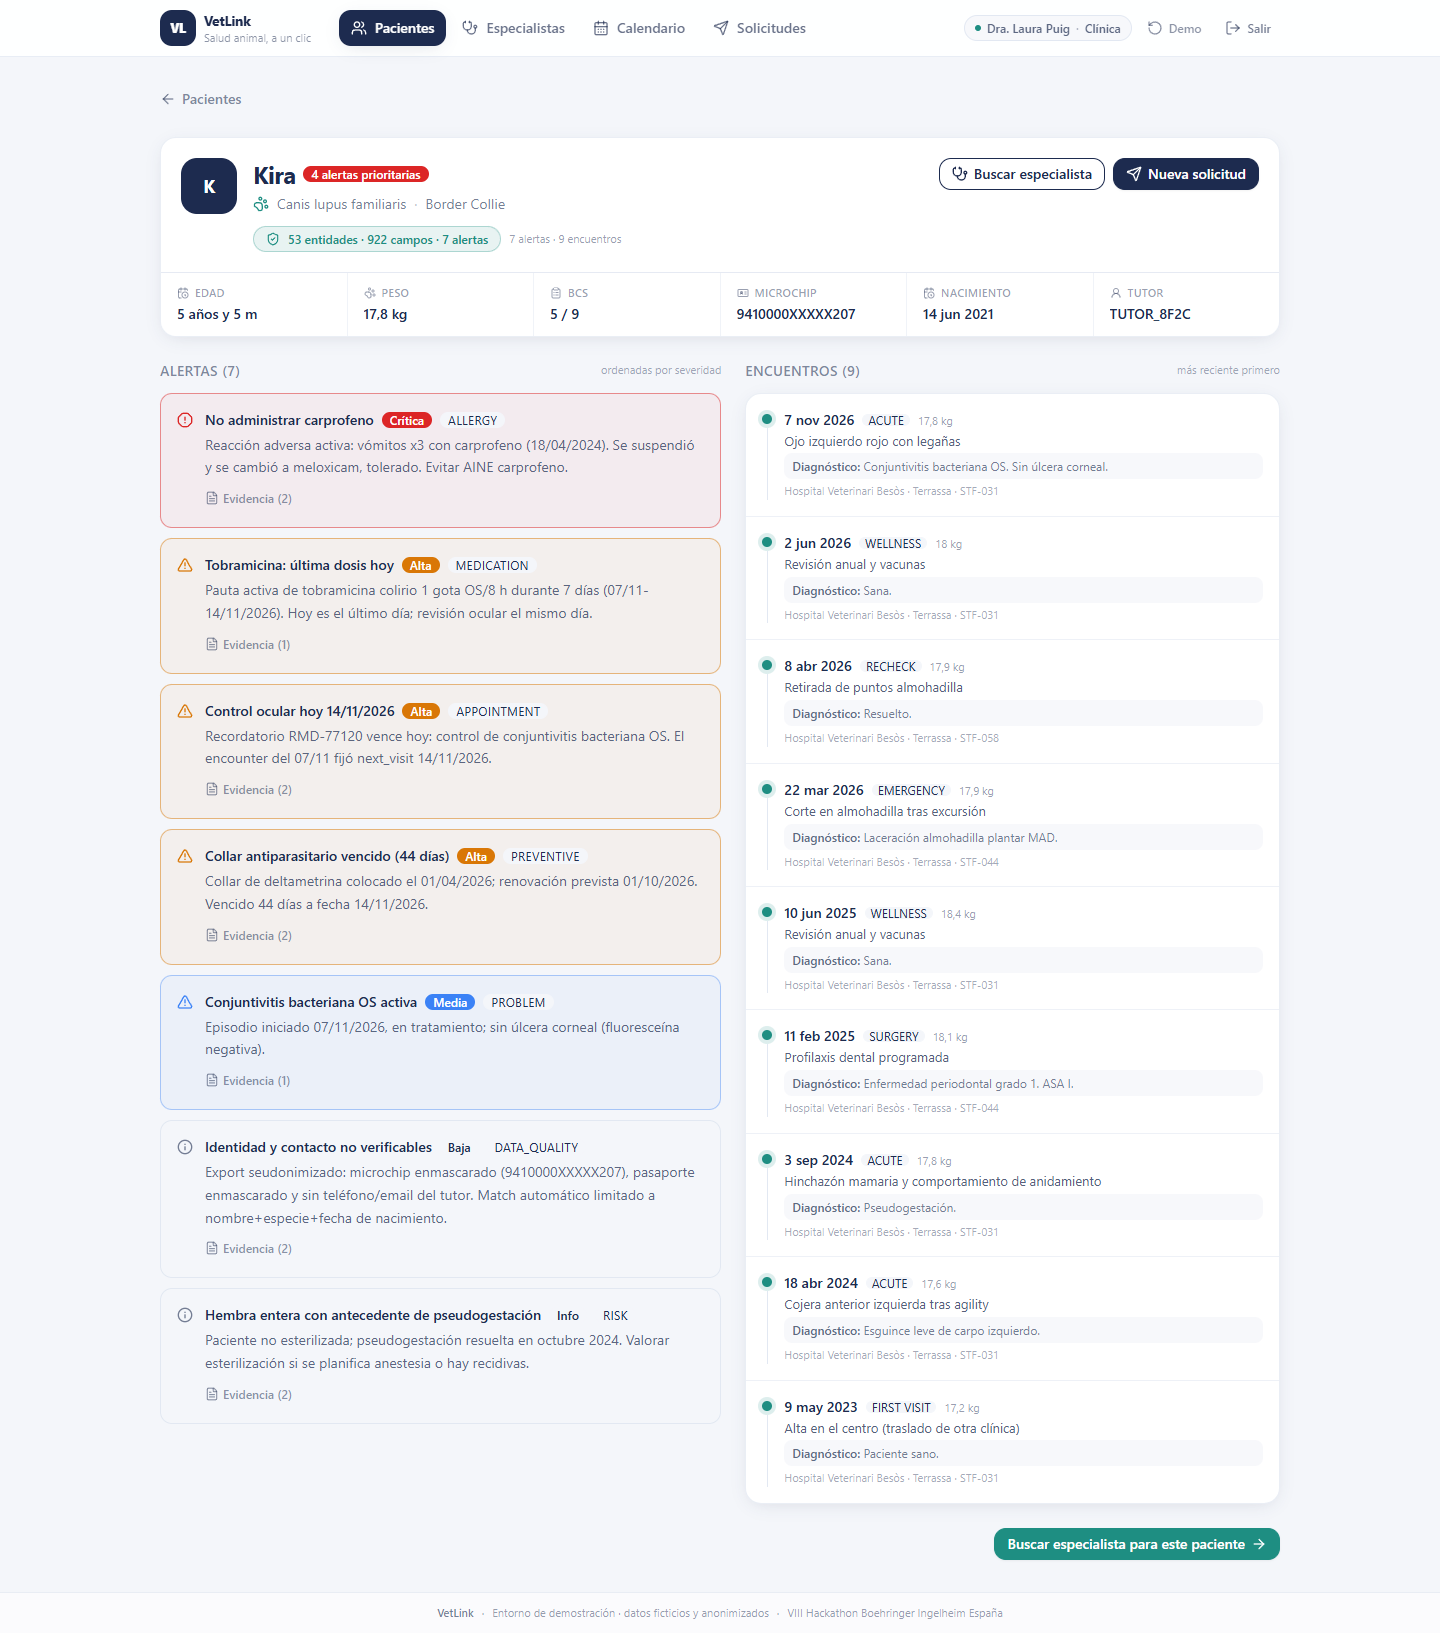 VL
VetLink
Salud animal, a un clic
Pacientes
Especialistas
Calendario
Solicitudes
Dra. Laura Puig · Clínica
Demo
Salir
Pacientes
K
Kira 4 alertas prioritarias
Canis lupus familiaris · Border Collie
53 entidades · 922 campos · 7 alertas 7 alertas · 9 encuentros
Buscar especialista
Nueva solicitud
EDAD
5 años y 5 m
PESO
17,8 kg
BCS
5 / 9
MICROCHIP
9410000XXXXX207
NACIMIENTO
14 jun 2021
TUTOR
TUTOR_8F2C
ALERTAS (7) ordenadas por severidad
No administrar carprofeno Crítica ALLERGY
Reacción adversa activa: vómitos x3 con carprofeno (18/04/2024). Se suspendió
y se cambió a meloxicam, tolerado. Evitar AINE carprofeno.
Evidencia (2)
Tobramicina: última dosis hoy Alta MEDICATION
Pauta activa de tobramicina colirio 1 gota OS/8 h durante 7 días (07/11-
14/11/2026). Hoy es el último día; revisión ocular el mismo día.
Evidencia (1)
Control ocular hoy 14/11/2026 Alta APPOINTMENT
Recordatorio RMD-77120 vence hoy: control de conjuntivitis bacteriana OS. El
encounter del 07/11 fijó next_visit 14/11/2026.
Evidencia (2)
Collar antiparasitario vencido (44 días) Alta PREVENTIVE
Collar de deltametrina colocado el 01/04/2026; renovación prevista 01/10/2026.
Vencido 44 días a fecha 14/11/2026.
Evidencia (2)
Conjuntivitis bacteriana OS activa Media PROBLEM
Episodio iniciado 07/11/2026, en tratamiento; sin úlcera corneal (fluoresceína
negativa).
Evidencia (1)
Identidad y contacto no verificables Baja DATA_QUALITY
Export seudonimizado: microchip enmascarado (9410000XXXXX207), pasaporte
enmascarado y sin teléfono/email del tutor. Match automático limitado a
nombre+especie+fecha de nacimiento.
Evidencia (2)
Hembra entera con antecedente de pseudogestación Info RISK
Paciente no esterilizada; pseudogestación resuelta en octubre 2024. Valorar
esterilización si se planifica anestesia o hay recidivas.
Evidencia (2)
ENCUENTROS (9) más reciente primero
7 nov 2026 ACUTE 17,8 kg
Ojo izquierdo rojo con legañas
Diagnóstico: Conjuntivitis bacteriana OS. Sin úlcera corneal.
Hospital Veterinari Besòs · Terrassa · STF-031
2 jun 2026 WELLNESS 18 kg
Revisión anual y vacunas
Diagnóstico: Sana.
Hospital Veterinari Besòs · Terrassa · STF-031
8 abr 2026 RECHECK 17,9 kg
Retirada de puntos almohadilla
Diagnóstico: Resuelto.
Hospital Veterinari Besòs · Terrassa · STF-058
22 mar 2026 EMERGENCY 17,9 kg
Corte en almohadilla tras excursión
Diagnóstico: Laceración almohadilla plantar MAD.
Hospital Veterinari Besòs · Terrassa · STF-044
10 jun 2025 WELLNESS 18,4 kg
Revisión anual y vacunas
Diagnóstico: Sana.
Hospital Veterinari Besòs · Terrassa · STF-031
11 feb 2025 SURGERY 18,1 kg
Profilaxis dental programada
Diagnóstico: Enfermedad periodontal grado 1. ASA I.
Hospital Veterinari Besòs · Terrassa · STF-044
3 sep 2024 ACUTE 17,8 kg
Hinchazón mamaria y comportamiento de anidamiento
Diagnóstico: Pseudogestación.
Hospital Veterinari Besòs · Terrassa · STF-031
18 abr 2024 ACUTE 17,6 kg
Cojera anterior izquierda tras agility
Diagnóstico: Esguince leve de carpo izquierdo.
Hospital Veterinari Besòs · Terrassa · STF-031
9 may 2023 FIRST VISIT 17,2 kg
Alta en el centro (traslado de otra clínica)
Diagnóstico: Paciente sano.
Hospital Veterinari Besòs · Terrassa · STF-031
Buscar especialista para este paciente
VetLink · Entorno de demostración · datos ficticios y anonimizados · VIII Hackathon Boehringer Ingelheim España